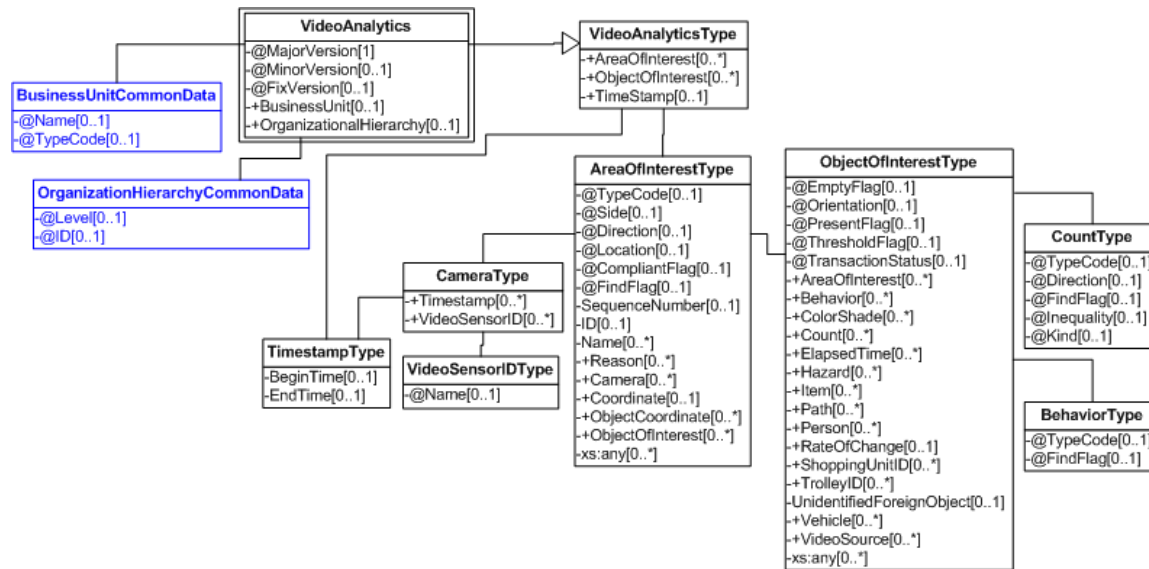 VideoAnalytics
-@MajorVersion[1]
-@MinorVersion[0..1]
-@FixVersion[0..1]
-+BusinessUnit[0..1]
-+OrganizationalHierarchy[0..1]
VideoAnalyticsType
-+AreaOfInterest[0..*]
-+ObjectOfInterest[0..*]
-+TimeStamp[0..1]
BusinessUnitCommonData
-@Name[0..1]
-@TypeCode[0..1]
OrganizationHierarchyCommonData
-@Level[0..1]
-@ID[0..1]
AreaOfInterestType
-@TypeCode[0..1]
-@Side[0..1]
-@Direction[0..1]
-@Location[0..1]
-@CompliantFlag[0..1]
-@FindFlag[0..1]
-SequenceNumber[0..1]
-ID[0..1]
-Name[0..*]
-+Reason[0..*]
-+Camera[0..*]
-+Coordinate[0..1]
-+ObjectCoordinate[0..*]
-+ObjectOfInterest[0..*]
-xs:any[0..*]
ObjectOfInterestType
-@EmptyFlag[0..1]
-@Orientation[0..1]
-@PresentFlag[0..1]
-@ThresholdFlag[0..1]
-@TransactionStatus[0..1]
-+AreaOfInterest[0..*]
-+Behavior[0..*]
-+ColorShade[0..*]
-+Count[0..*]
-+ElapsedTime[0..*]
-+Hazard[0..*]
-+Item[0..*]
-+Path[0..*]
-+Person[0..*]
-+RateOfChange[0..1]
-+ShoppingUnitID[0..*]
-+TrolleyID[0..*]
-UnidentifiedForeignObject[0..1]
-+Vehicle[0..*]
-+VideoSource[0..*]
-xs:any[0..*]
CountType
-@TypeCode[0..1]
-@Direction[0..1]
-@FindFlag[0..1]
-@Inequality[0..1]
-@Kind[0..1]
CameraType
-+Timestamp[0..*]
-+VideoSensorID[0..*]
TimestampType
-BeginTime[0..1]
-EndTime[0..1]
VideoSensorIDType
-@Name[0..1]
BehaviorType
-@TypeCode[0..1]
-@FindFlag[0..1]